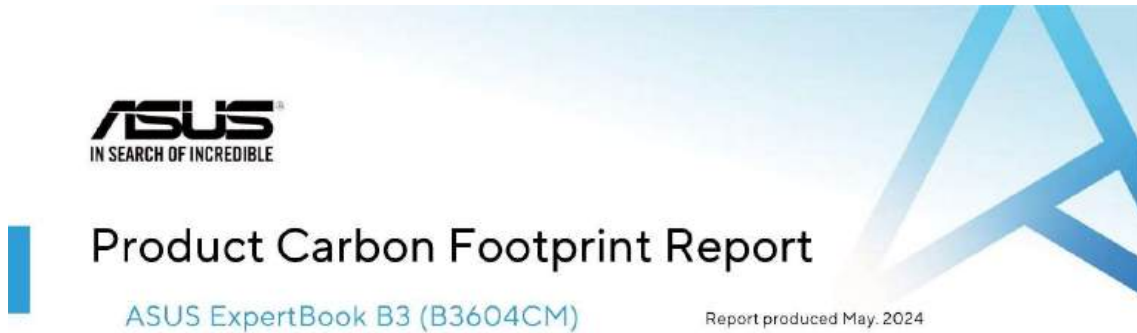 ASUS®
IN SEARCH OF INCREDIBLE
Product Carbon Footprint Report
ASUS ExpertBook B3 (B3604CM)
Report produced May. 2024